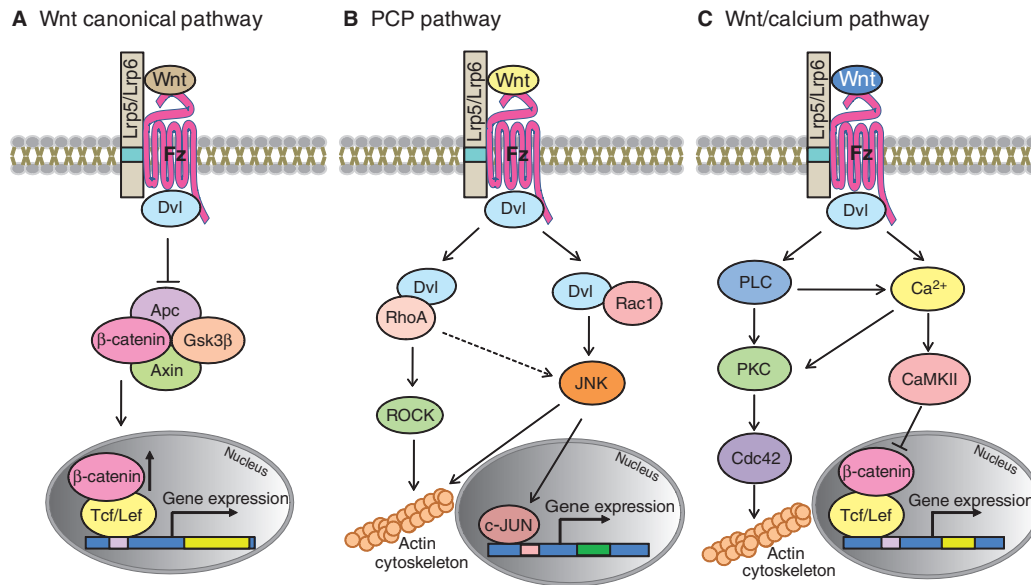 A Wnt canonical pathway
Lrp5/Lrp6
Wnt
Fz
Dvl
Apc
β-catenin
Gsk3β
Axin
Nucleus
β-catenin
Tcf/Lef
Gene expression
B PCP pathway
Lrp5/Lrp6
Wnt
Fz
Dvl
Dvl
RhoA
Dvl
Rac1
JNK
ROCK
Nucleus
Gene expression
c-JUN
Actin
cytoskeleton
C Wnt/calcium pathway
Lrp5/Lrp6
Wnt
Fz
Dvl
PLC
Ca²⁺
PKC
CaMKII
Cdc42
Nucleus
β-catenin
Tcf/Lef
Gene expression
Actin
cytoskeleton